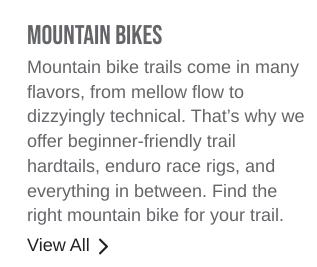 MOUNTAIN BIKES
Mountain bike trails come in many
flavors, from mellow flow to
dizzyingly technical. That’s why we
offer beginner-friendly trail
hardtails, enduro race rigs, and
everything in between. Find the
right mountain bike for your trail.
View All